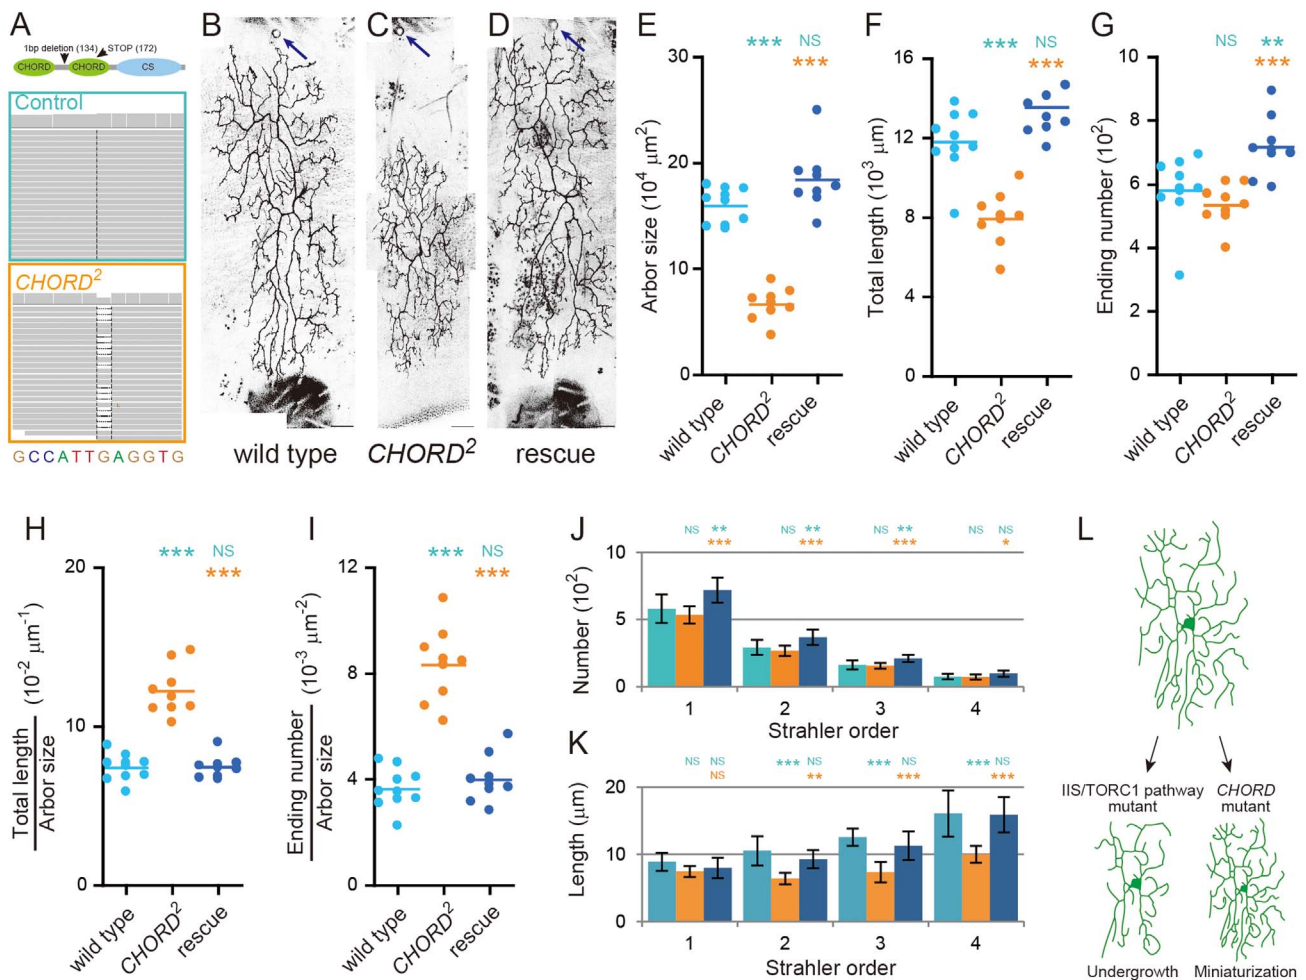 A
1bp deletion (134) STOP (172)
CHORD CHORD CS
Control
CHORD²
GCCATTGAGGTG
B
wild type
C
CHORD²
D
rescue
E
*** NS
***
30
20
10
0
Arbor size (10⁴ μm²)
wild type
CHORD²
rescue
F
*** NS
***
16
12
8
4
0
Total length (10³ μm)
wild type
CHORD²
rescue
G
NS **
***
10
8
6
4
2
0
Ending number (10²)
wild type
CHORD²
rescue
H
*** NS
***
20
10
0
Total length
Arbor size
(10⁻² μm⁻¹)
wild type
CHORD²
rescue
I
*** NS
***
12
8
4
0
Ending number
Arbor size
(10⁻³ μm⁻²)
wild type
CHORD²
rescue
J
NS ** NS ** NS ** NS NS
*** *** *** *
10
5
0
Number (10²)
1 2 3 4
Strahler order
K
NS NS *** NS *** NS *** NS
NS ** *** ***
20
10
0
Length (μm)
1 2 3 4
Strahler order
L
IIS/TORC1 pathway
mutant
CHORD
mutant
Undergrowth
Miniaturization